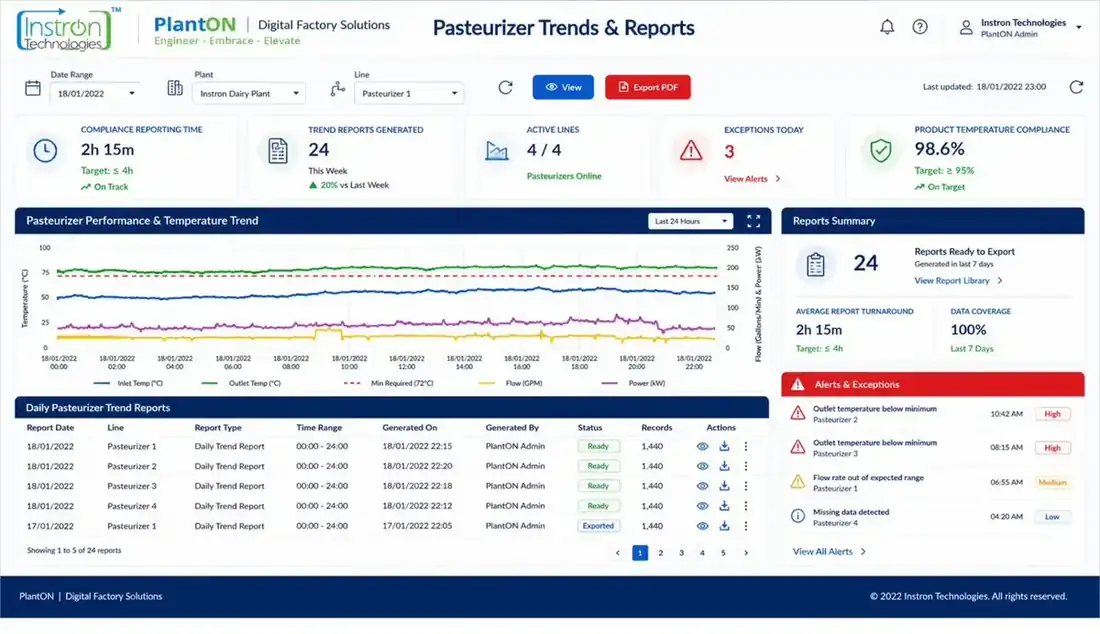 Instron
Technologies
TM
PlantON | Digital Factory Solutions
Engineer - Embrace - Elevate
Pasteurizer Trends & Reports
Instron Technologies
PlantON Admin
Date Range
18/01/2022
Plant
Instron Dairy Plant
Line
Pasteurizer 1
View
Export PDF
Last updated: 18/01/2022 23:00
COMPLIANCE REPORTING TIME
2h 15m
Target: ≤ 4h
On Track
TREND REPORTS GENERATED
24
This Week
20% vs Last Week
ACTIVE LINES
4 / 4
Pasteurizers Online
EXCEPTIONS TODAY
3
View Alerts
PRODUCT TEMPERATURE COMPLIANCE
98.6%
Target: ≥ 95%
On Target
Pasteurizer Performance & Temperature Trend
Last 24 Hours
Temperature (°C)
100
75
50
25
0
250
200
150
100
50
0
Flow (Gallons/Min) & Power (kW)
18/01/2022 18/01/2022 18/01/2022 18/01/2022 18/01/2022 18/01/2022 18/01/2022 18/01/2022 18/01/2022 18/01/2022 18/01/2022 18/01/2022
00:00 02:00 04:00 06:00 08:00 10:00 12:00 14:00 16:00 18:00 20:00 22:00
Inlet Temp (°C) Outlet Temp (°C) Min Required (72°C) Flow (GPM) Power (kW)
Reports Summary
24
Reports Ready to Export
Generated in last 7 days
View Report Library
AVERAGE REPORT TURNAROUND
2h 15m
Target: ≤ 4h
DATA COVERAGE
100%
Last 7 Days
Alerts & Exceptions
Outlet temperature below minimum
Pasteurizer 2
10:42 AM High
Outlet temperature below minimum
Pasteurizer 3
08:15 AM High
Flow rate out of expected range
Pasteurizer 1
06:55 AM Medium
Missing data detected
Pasteurizer 4
04:20 AM Low
View All Alerts
Daily Pasteurizer Trend Reports
Report Date Line Report Type Time Range Generated On Generated By Status Records Actions
18/01/2022 Pasteurizer 1 Daily Trend Report 00:00 - 24:00 18/01/2022 22:15 PlantON Admin Ready 1,440
18/01/2022 Pasteurizer 2 Daily Trend Report 00:00 - 24:00 18/01/2022 22:20 PlantON Admin Ready 1,440
18/01/2022 Pasteurizer 3 Daily Trend Report 00:00 - 24:00 18/01/2022 22:18 PlantON Admin Ready 1,440
18/01/2022 Pasteurizer 4 Daily Trend Report 00:00 - 24:00 18/01/2022 22:12 PlantON Admin Ready 1,440
17/01/2022 Pasteurizer 1 Daily Trend Report 00:00 - 24:00 17/01/2022 22:05 PlantON Admin Exported 1,440
Showing 1 to 5 of 24 reports
‹ 1 2 3 4 5 ›
PlantON | Digital Factory Solutions
© 2022 Instron Technologies. All rights reserved.